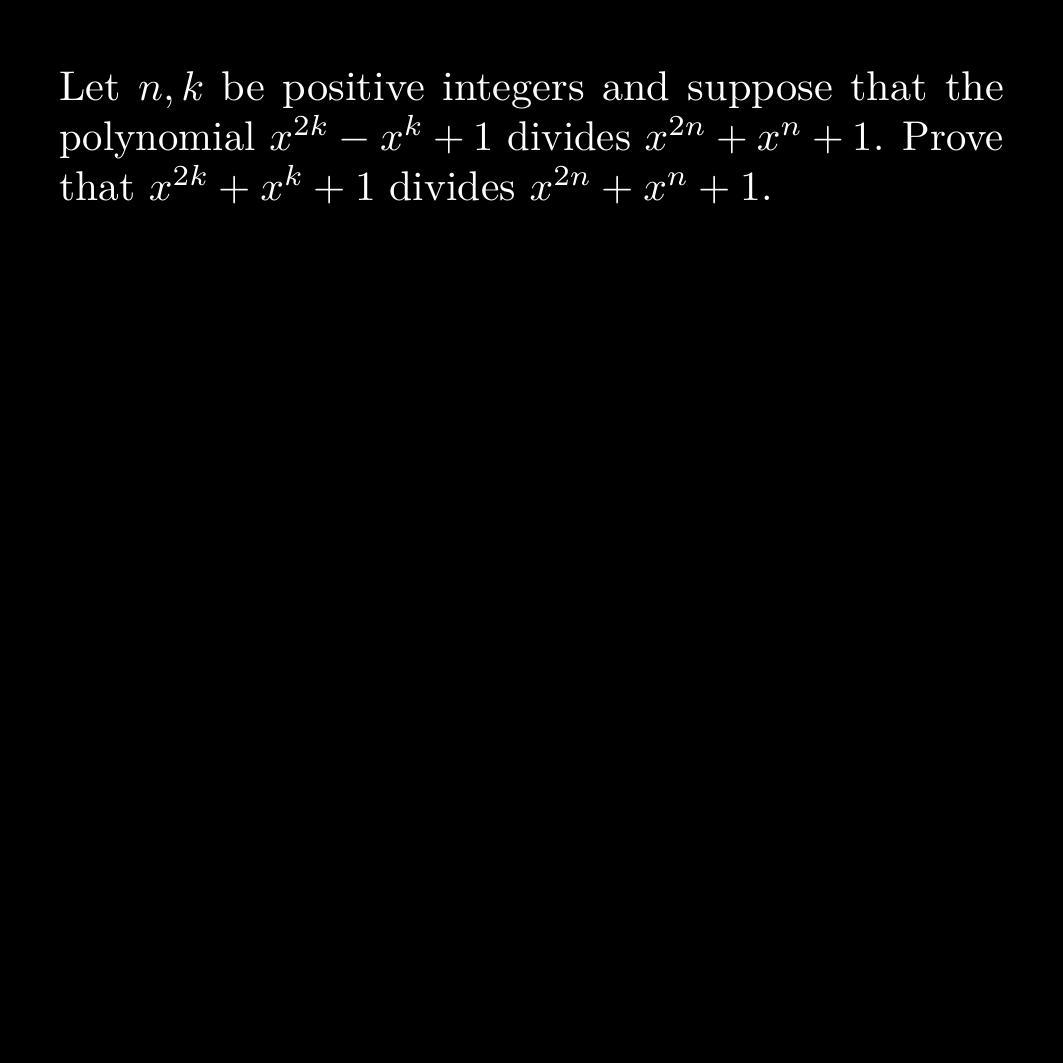 Let $n, k$ be positive integers and suppose that the
polynomial $x^{2k} - x^k + 1$ divides $x^{2n} + x^n + 1$. Prove
that $x^{2k} + x^k + 1$ divides $x^{2n} + x^n + 1$.